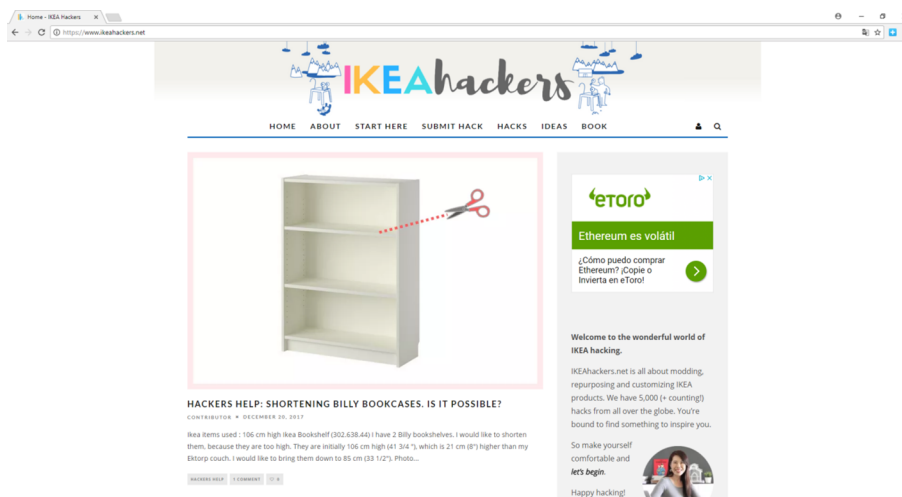 Home - IKEA Hackers
https://www.ikeahackers.net
IKEAhackers
HOME ABOUT START HERE SUBMIT HACK HACKS IDEAS BOOK
HACKERS HELP: SHORTENING BILLY BOOKCASES. IS IT POSSIBLE?
CONTRIBUTOR • DECEMBER 20, 2017
Ikea items used : 106 cm high Ikea Bookshelf (302.638.44) I have 2 Billy bookshelves. I would like to shorten
them, because they are too high. They are initially 106 cm high (41 3/4 "), which is 21 cm (8") higher than my
Ektorp couch. I would like to bring them down to 85 cm (33 1/2"). Photo...
HACKERS HELP 1 COMMENT 0
eToro
Ethereum es volátil
¿Cómo puedo comprar
Ethereum? ¡Copie o
Invierta en eToro!
Welcome to the wonderful world of
IKEA hacking.
IKEAhackers.net is all about modding,
repurposing and customizing IKEA
products. We have 5,000 (+ counting!)
hacks from all over the globe. You're
bound to find something to inspire you.
So make yourself
comfortable and
let's begin.
Happy hacking!